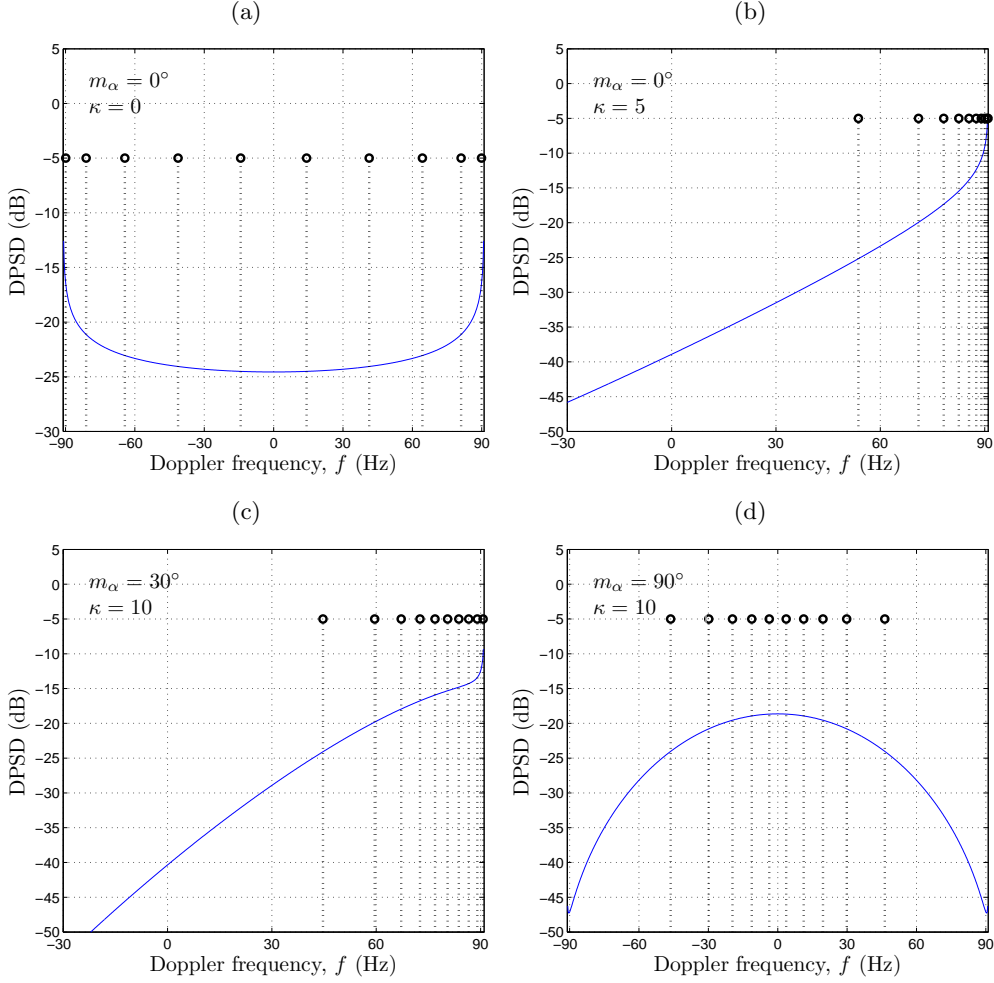 (a)
5
0
−5
−10
−15
−20
−25
−30
DPSD (dB)
m_α = 0°
κ = 0
−90 −60 −30 0 30 60 90
Doppler frequency, f (Hz)
(b)
5
0
−5
−10
−15
−20
−25
−30
−35
−40
−45
−50
DPSD (dB)
m_α = 0°
κ = 5
−30 0 30 60 90
Doppler frequency, f (Hz)
(c)
5
0
−5
−10
−15
−20
−25
−30
−35
−40
−45
−50
DPSD (dB)
m_α = 30°
κ = 10
−30 0 30 60 90
Doppler frequency, f (Hz)
(d)
5
0
−5
−10
−15
−20
−25
−30
−35
−40
−45
−50
DPSD (dB)
m_α = 90°
κ = 10
−90 −60 −30 0 30 60 90
Doppler frequency, f (Hz)